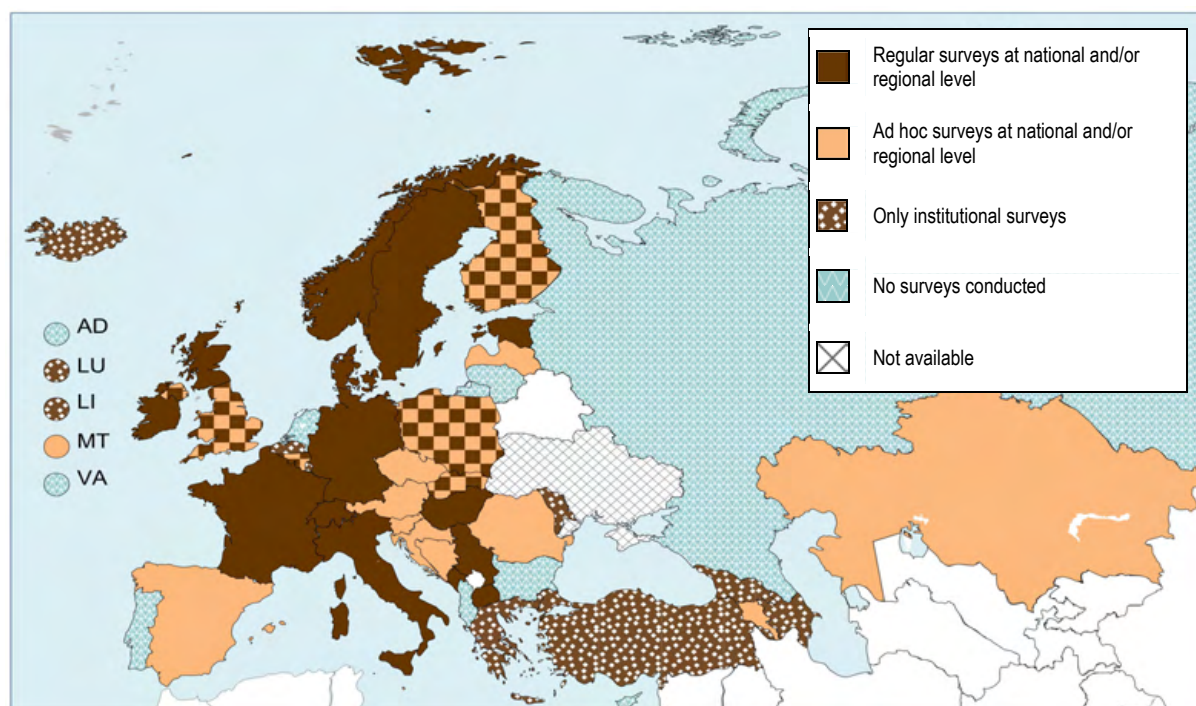 Regular surveys at national and/or
regional level
Ad hoc surveys at national and/or
regional level
Only institutional surveys
No surveys conducted
Not available
AD
LU
LI
MT
VA